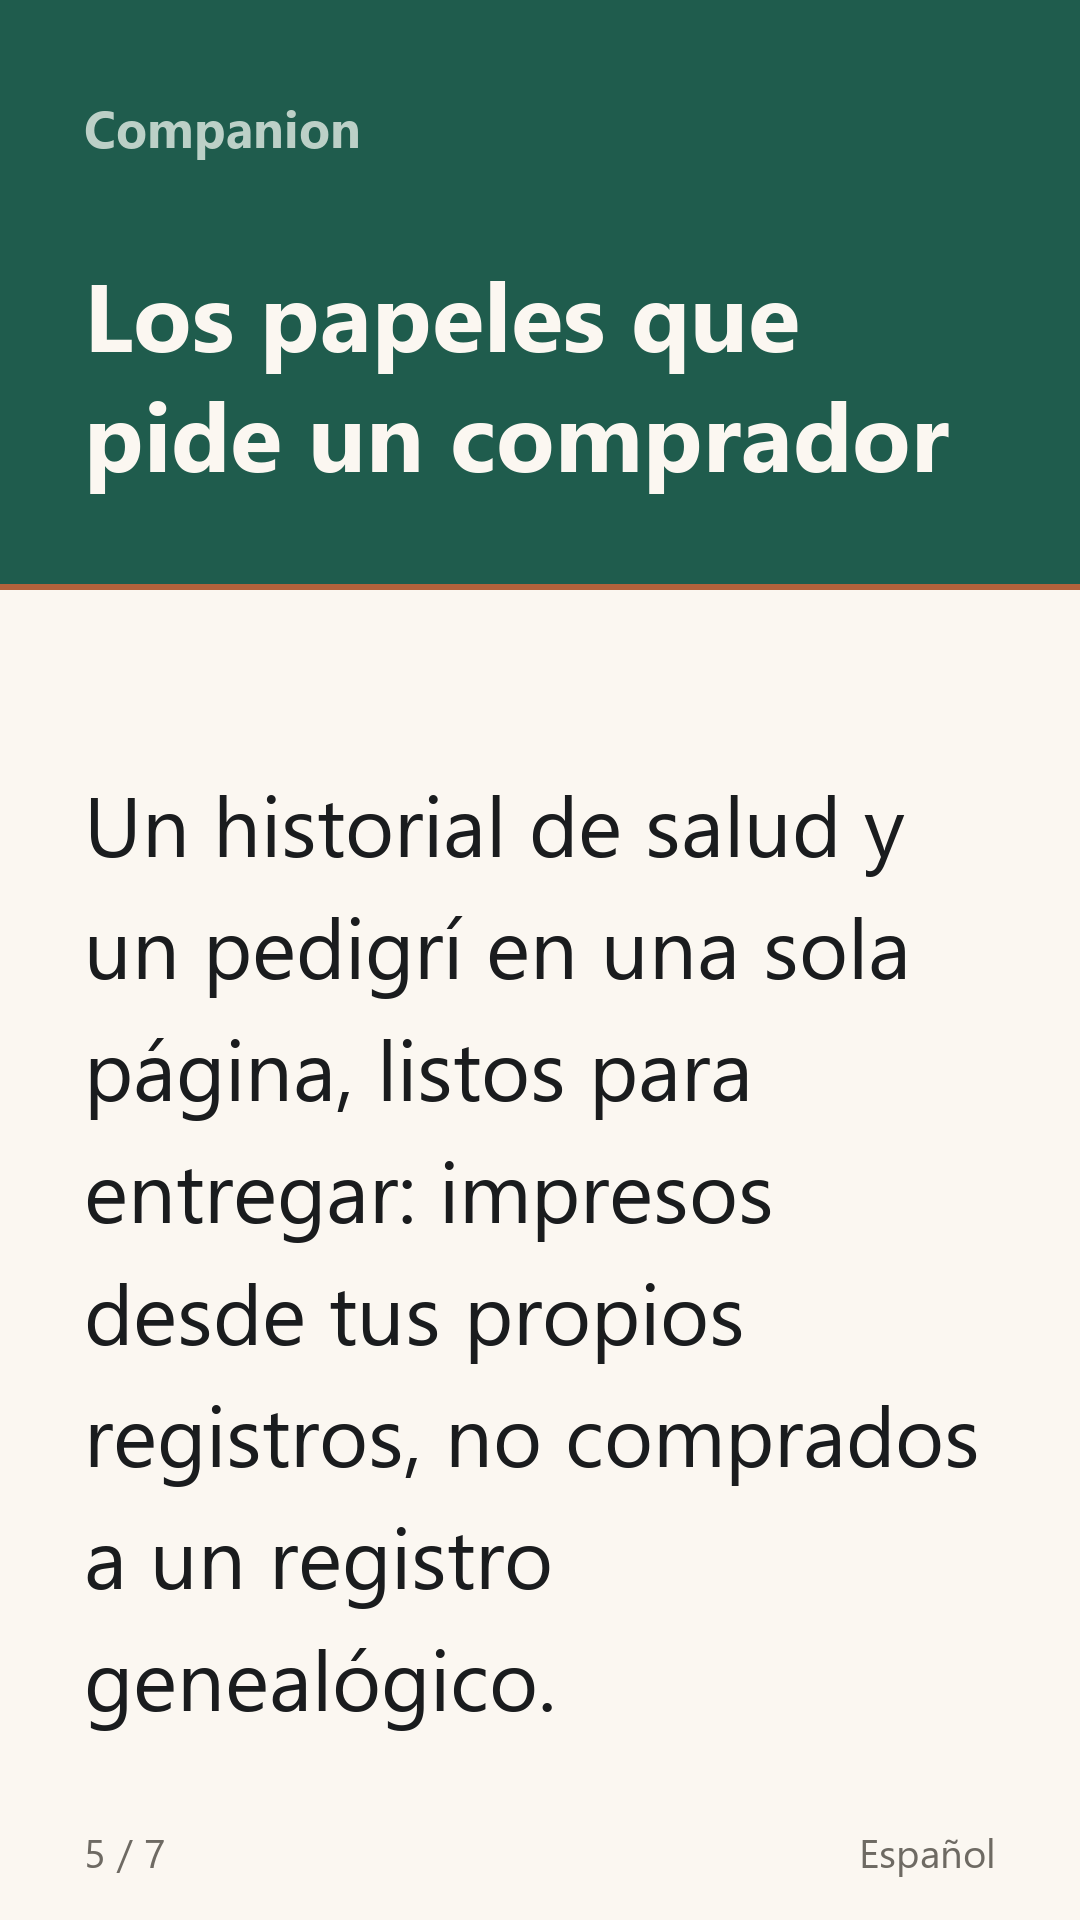 Companion
Los papeles que
pide un comprador
Un historial de salud y
un pedigrí en una sola
página, listos para
entregar: impresos
desde tus propios
registros, no comprados
a un registro
genealógico.
5 / 7
Español